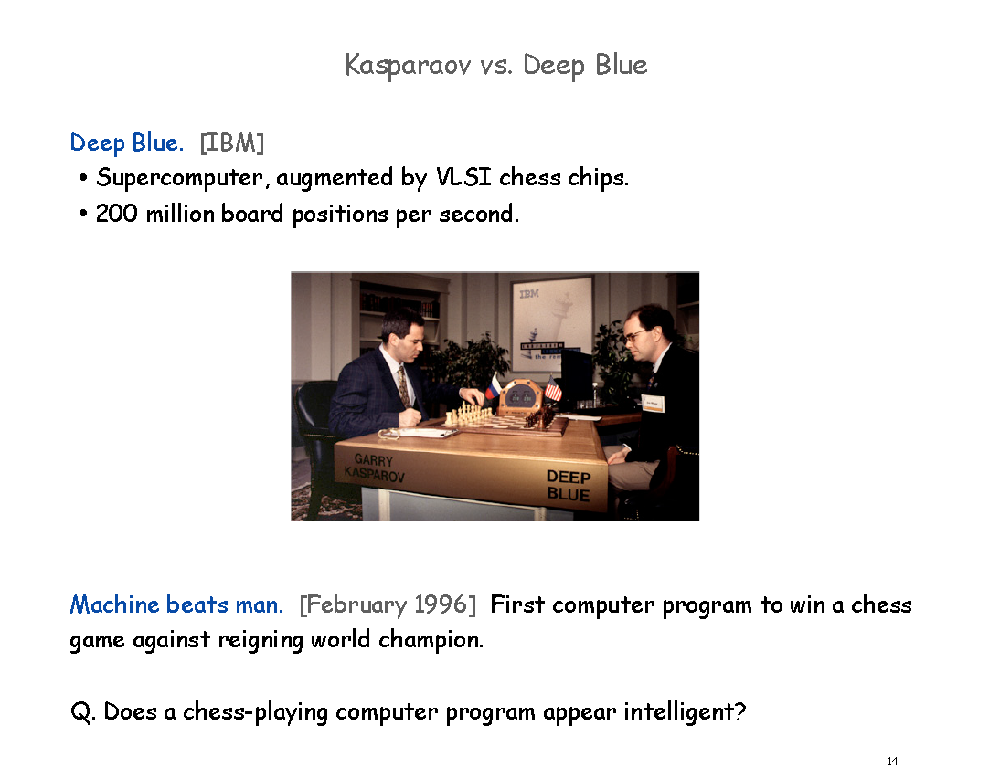 Kasparaov vs. Deep Blue
Deep Blue. [IBM]
• Supercomputer, augmented by VLSI chess chips.
• 200 million board positions per second.
IBM
the rem
GARRY
KASPAROV
DEEP
BLUE
Machine beats man. [February 1996] First computer program to win a chess
game against reigning world champion.
Q. Does a chess-playing computer program appear intelligent?
14